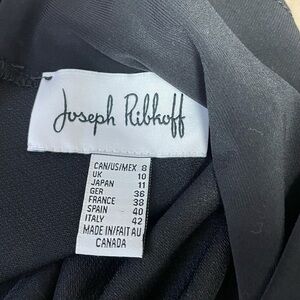 Joseph Ribkoff
CAN/US/MEX 8
UK 10
JAPAN 11
GER 36
FRANCE 38
SPAIN 40
ITALY 42
MADE IN/FAIT AU
CANADA